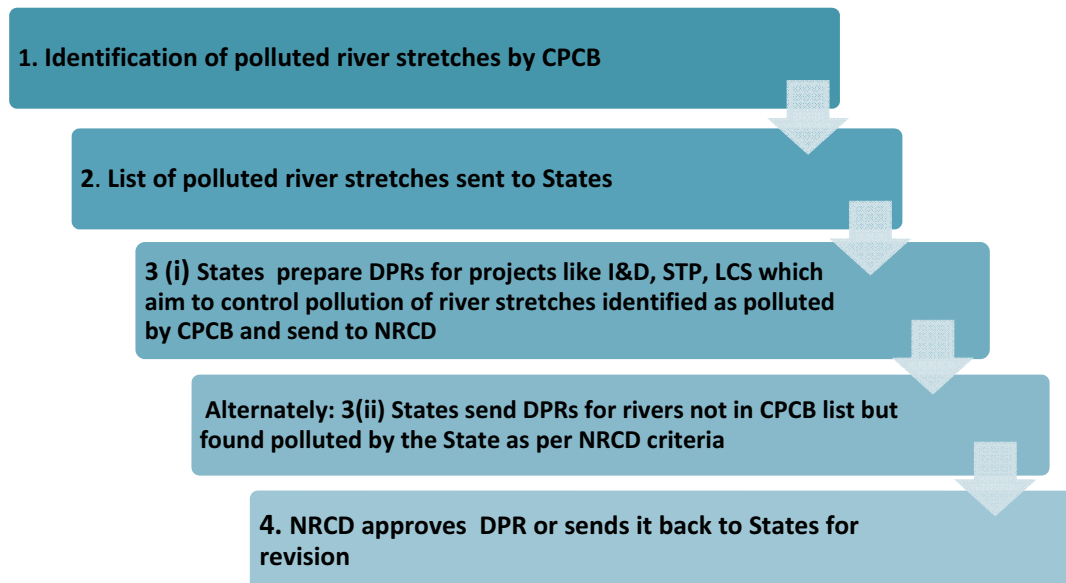 1. Identification of polluted river stretches by CPCB
2. List of polluted river stretches sent to States
3 (i) States prepare DPRs for projects like I&D, STP, LCS which
aim to control pollution of river stretches identified as polluted
by CPCB and send to NRCD
Alternately: 3(ii) States send DPRs for rivers not in CPCB list but
found polluted by the State as per NRCD criteria
4. NRCD approves DPR or sends it back to States for
revision